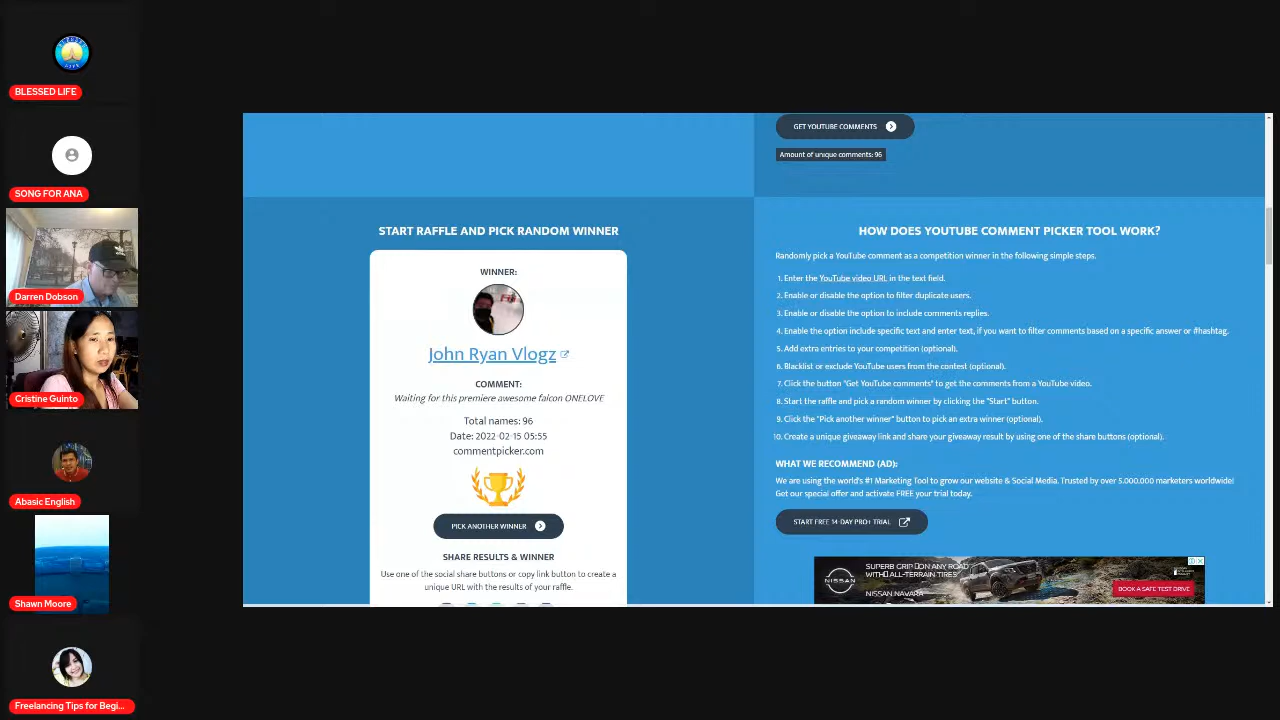 BLESSED LIFE
SONG FOR ANA
Darren Dobson
Cristine Guinto
Abasic English
Shawn Moore
Freelancing Tips for Begi...
START RAFFLE AND PICK RANDOM WINNER
WINNER:
John Ryan Vlogz
COMMENT:
Waiting for this premiere awesome falcon ONELOVE
Total names: 96
Date: 2022-02-15 05:55
commentpicker.com
PICK ANOTHER WINNER
SHARE RESULTS & WINNER
Use one of the social share buttons or copy link button to create a
unique URL with the results of your raffle.
GET YOUTUBE COMMENTS
Amount of unique comments: 96
HOW DOES YOUTUBE COMMENT PICKER TOOL WORK?
Randomly pick a YouTube comment as a competition winner in the following simple steps.
1. Enter the YouTube video URL in the text field.
2. Enable or disable the option to filter duplicate users.
3. Enable or disable the option to include comments replies.
4. Enable the option include specific text and enter text, if you want to filter comments based on a specific answer or #hashtag.
5. Add extra entries to your competition (optional).
6. Blacklist or exclude YouTube users from the contest (optional).
7. Click the button "Get YouTube comments" to get the comments from a YouTube video.
8. Start the raffle and pick a random winner by clicking the "Start" button.
9. Click the "Pick another winner" button to pick an extra winner (optional).
10. Create a unique giveaway link and share your giveaway result by using one of the share buttons (optional).
WHAT WE RECOMMEND (AD):
We are using the world's #1 Marketing Tool to grow our website & Social Media. Trusted by over 5.000.000 marketers worldwide!
Get our special offer and activate FREE your trial today.
START FREE 14-DAY PRO+ TRIAL
NISSAN
SUPERB GRIP ON ANY ROAD
WITH ALL-TERRAIN TIRES
NISSAN NAVARA
BOOK A SAFE TEST DRIVE